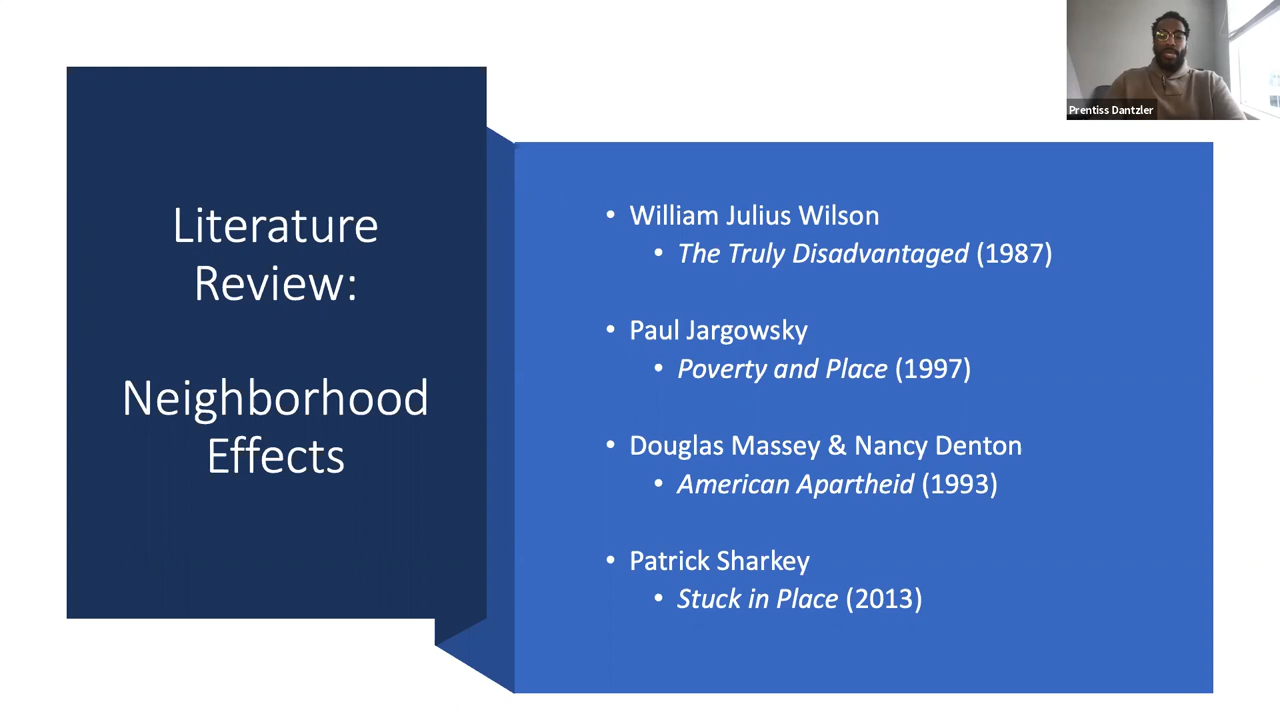 Prentiss Dantzler
Literature
Review:
Neighborhood
Effects
• William Julius Wilson
• The Truly Disadvantaged (1987)
• Paul Jargowsky
• Poverty and Place (1997)
• Douglas Massey & Nancy Denton
• American Apartheid (1993)
• Patrick Sharkey
• Stuck in Place (2013)